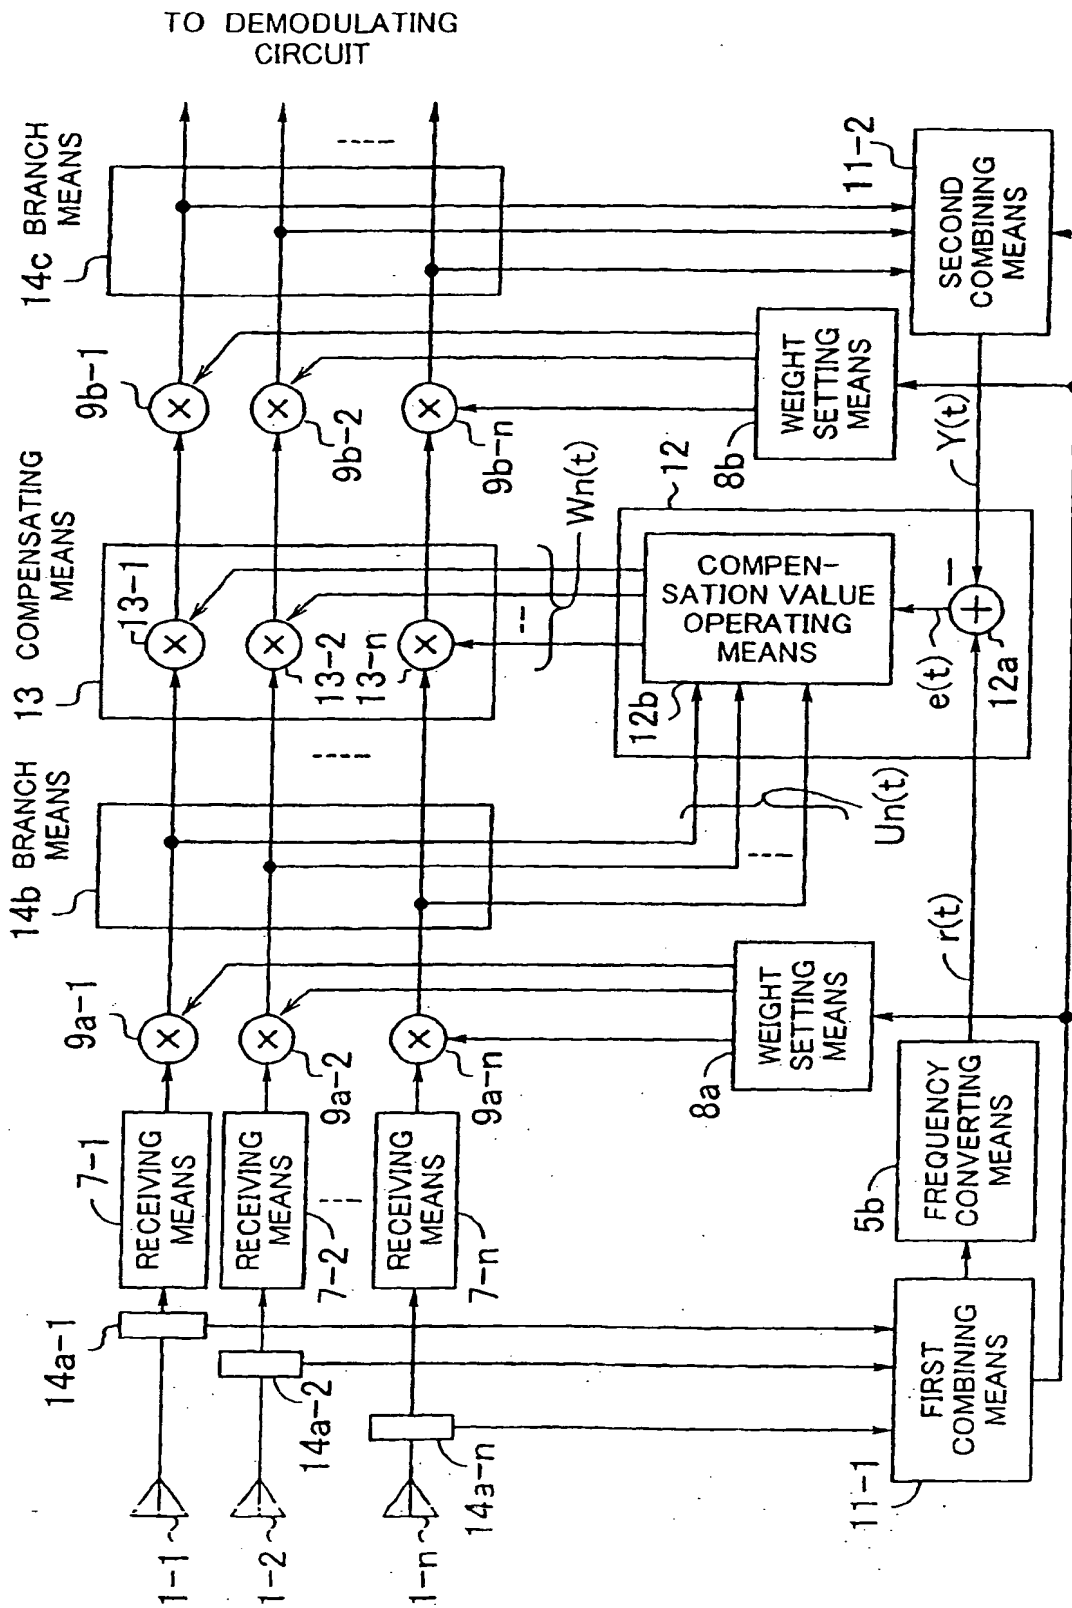 TO DEMODULATING
CIRCUIT
14c BRANCH
MEANS
11-2
SECOND
COMBINING
MEANS
9b-1
9b-2
9b-n
WEIGHT
SETTING
MEANS
8b
Y(t)
13 COMPENSATING
MEANS
13-1
13-2
13-n
Wn(t)
12
COMPEN-
SATION VALUE
OPERATING
MEANS
12b
e(t)
12a
14b BRANCH
MEANS
Un(t)
r(t)
9a-1
9a-2
9a-n
WEIGHT
SETTING
MEANS
8a
FREQUENCY
CONVERTING
MEANS
5b
7-1
RECEIVING
MEANS
RECEIVING
MEANS
7-2
RECEIVING
MEANS
7-n
14a-1
14a-2
14a-n
FIRST
COMBINING
MEANS
11-1
1-1
1-2
1-n